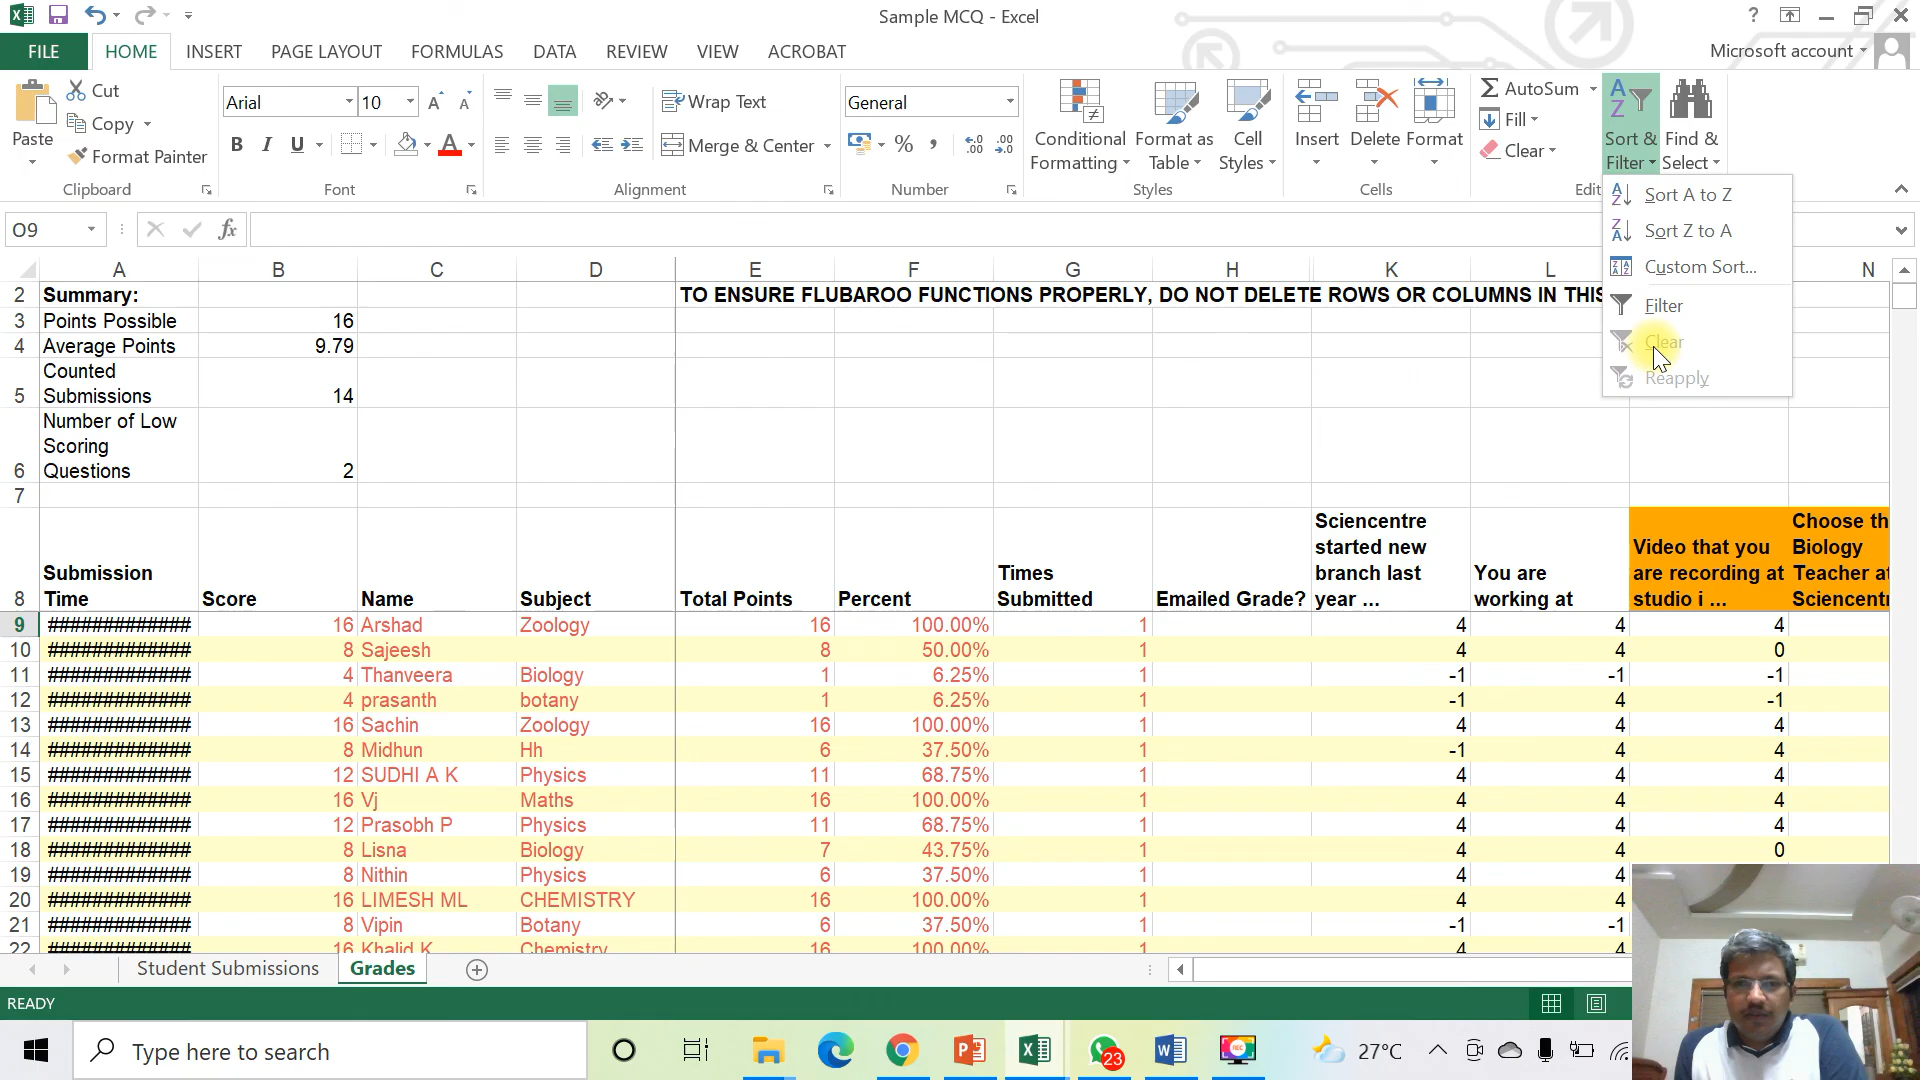 Sample MCQ - Excel
?
FILE HOME INSERT PAGE LAYOUT FORMULAS DATA REVIEW VIEW ACROBAT Microsoft account
Paste Cut
Copy
Format Painter
Clipboard
Arial 10
B I U A
Font
Wrap Text
Merge & Center
Alignment
General
% ,
Number
Conditional Formatting
Format as Table
Cell Styles
Styles
Insert Delete Format
Cells
AutoSum
Fill
Clear
Sort & Filter
Find & Select
Edit
Sort A to Z
Sort Z to A
Custom Sort...
Filter
Clear
Reapply
O9 fx
A B C D E F G H K L N
2 Summary: TO ENSURE FLUBAROO FUNCTIONS PROPERLY, DO NOT DELETE ROWS OR COLUMNS IN THIS
3 Points Possible 16
4 Average Points 9.79
5 Counted Submissions 14
6 Number of Low Scoring Questions 2
7
8 Submission Time Score Name Subject Total Points Percent Times Submitted Emailed Grade? Sciencentre started new branch last year ... You are working at Video that you are recording at studio i ... Choose th Biology Teacher at Sciencentr
9 ############# 16 Arshad Zoology 16 100.00% 1 4 4 4
10 ############# 8 Sajeesh 8 50.00% 1 4 4 0
11 ############# 4 Thanveera Biology 1 6.25% 1 -1 -1 -1
12 ############# 4 prasanth botany 1 6.25% 1 -1 4 -1
13 ############# 16 Sachin Zoology 16 100.00% 1 4 4 4
14 ############# 8 Midhun Hh 6 37.50% 1 -1 4 4
15 ############# 12 SUDHI A K Physics 11 68.75% 1 4 4 4
16 ############# 16 Vj Maths 16 100.00% 1 4 4 4
17 ############# 12 Prasobh P Physics 11 68.75% 1 4 4 4
18 ############# 8 Lisna Biology 7 43.75% 1 4 4 0
19 ############# 8 Nithin Physics 6 37.50% 1 4 4
20 ############# 16 LIMESH ML CHEMISTRY 16 100.00% 1 4 4
21 ############# 8 Vipin Botany 6 37.50% 1 -1 -1
22 ############# 16 Khalid K Chemistry 16 100.00% 1 4 4
Student Submissions Grades
READY
Type here to search
23
27°C